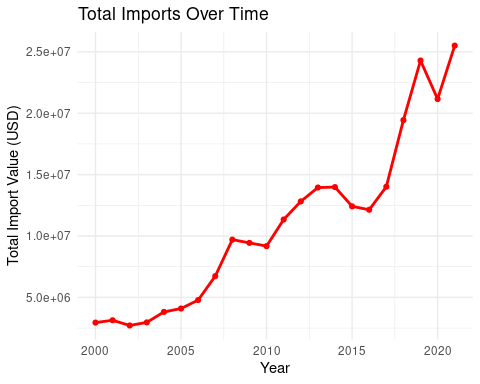 Total Imports Over Time
Total Import Value (USD)
2.5e+07
2.0e+07
1.5e+07
1.0e+07
5.0e+06
2000 2005 2010 2015 2020
Year